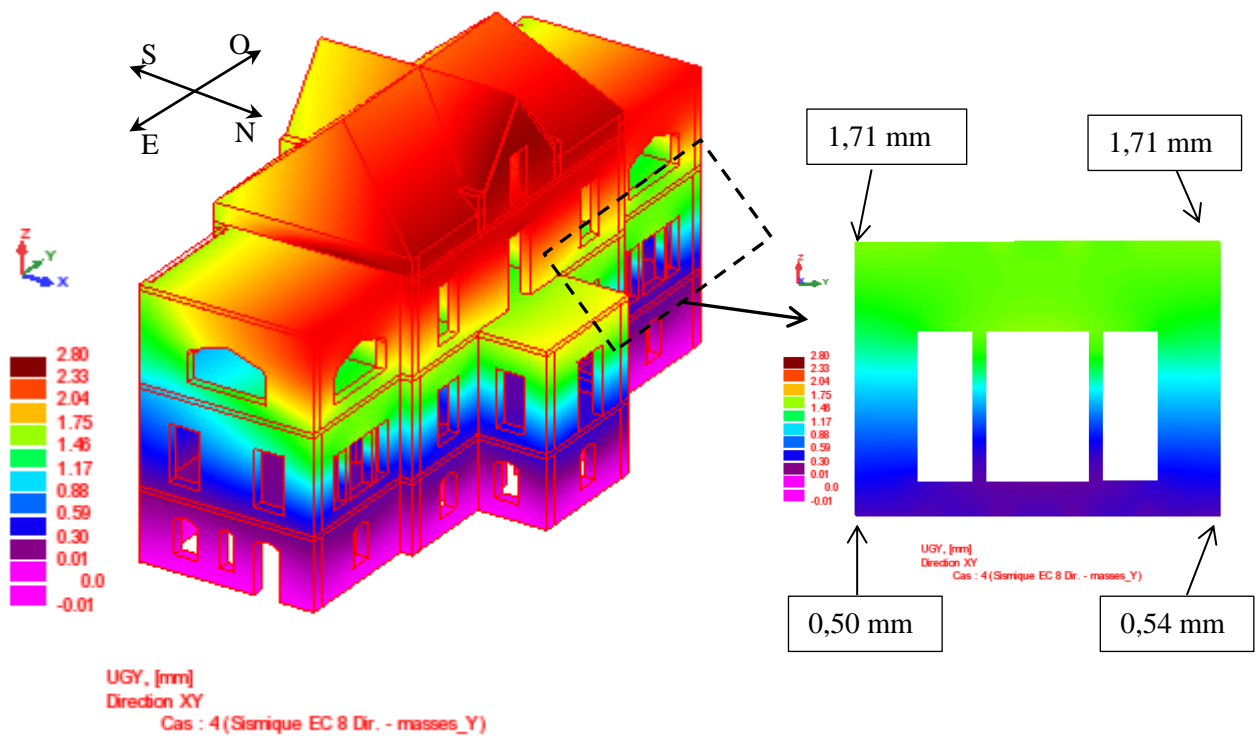 S
O
E
N
1,71 mm
1,71 mm
Z
Y
X
Z
X
Y
2.80
2.33
2.04
1.75
1.46
1.17
0.88
0.59
0.30
0.01
0.0
-0.01
2.80
2.33
2.04
1.75
1.46
1.17
0.88
0.59
0.30
0.01
0.0
-0.01
UGY, [mm]
Direction XY
Cas : 4 (Sismique EC 8 Dir. - masses_Y)
0,50 mm
0,54 mm
UGY, [mm]
Direction XY
Cas : 4 (Sismique EC 8 Dir. - masses_Y)